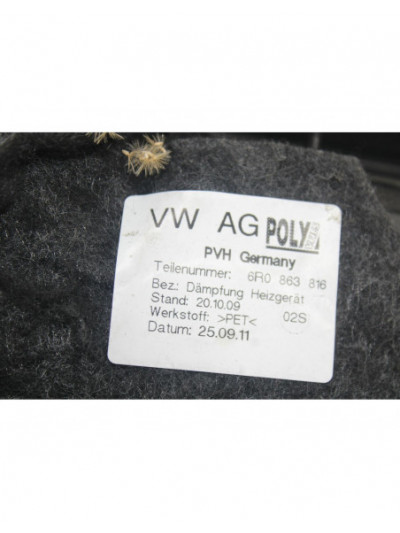 VW AG POLY
PVH Germany
Teilenummer: 6R0 863 816
Bez.: Dämpfung Heizgerät
Stand: 20.10.09
Werkstoff: >PET< 02S
Datum: 25.09.11